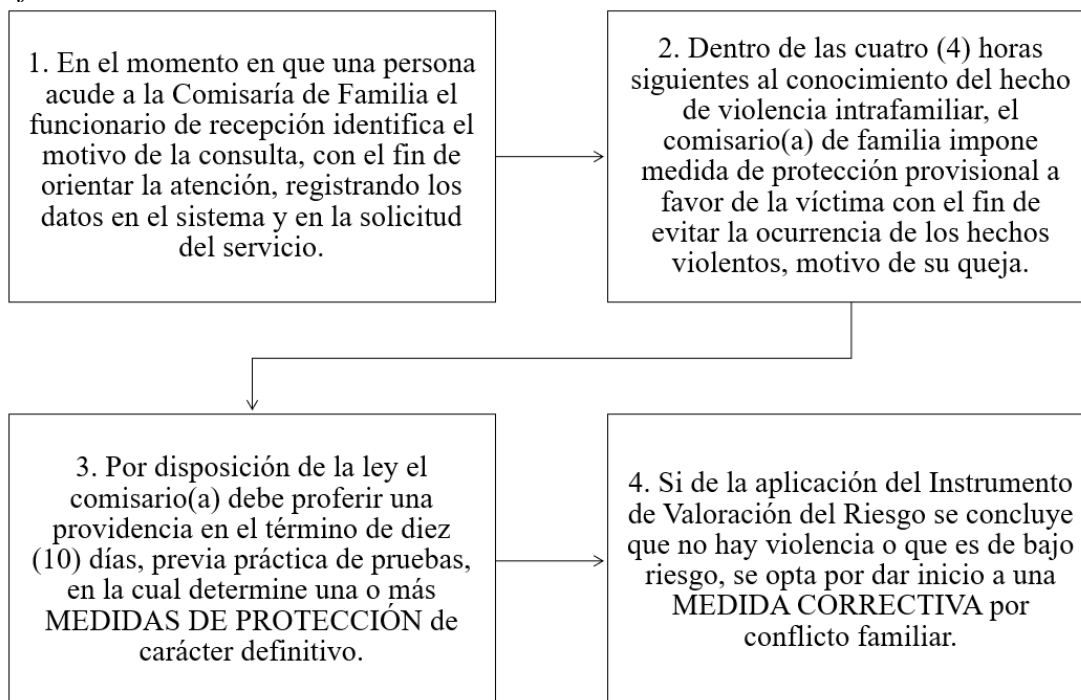 1. En el momento en que una persona
acude a la Comisaría de Familia el
funcionario de recepción identifica el
motivo de la consulta, con el fin de
orientar la atención, registrando los
datos en el sistema y en la solicitud
del servicio.
2. Dentro de las cuatro (4) horas
siguientes al conocimiento del hecho
de violencia intrafamiliar, el
comisario(a) de familia impone
medida de protección provisional a
favor de la víctima con el fin de
evitar la ocurrencia de los hechos
violentos, motivo de su queja.
3. Por disposición de la ley el
comisario(a) debe proferir una
providencia en el término de diez
(10) días, previa práctica de pruebas,
en la cual determine una o más
MEDIDAS DE PROTECCIÓN de
carácter definitivo.
4. Si de la aplicación del Instrumento
de Valoración del Riesgo se concluye
que no hay violencia o que es de bajo
riesgo, se opta por dar inicio a una
MEDIDA CORRECTIVA por
conflicto familiar.